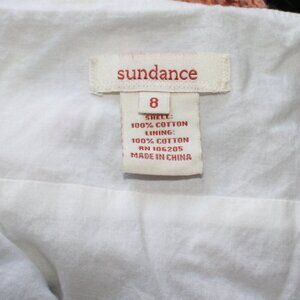 sundance
8
SHELL:
100% COTTON
LINING:
100% COTTON
RN 106205
MADE IN CHINA